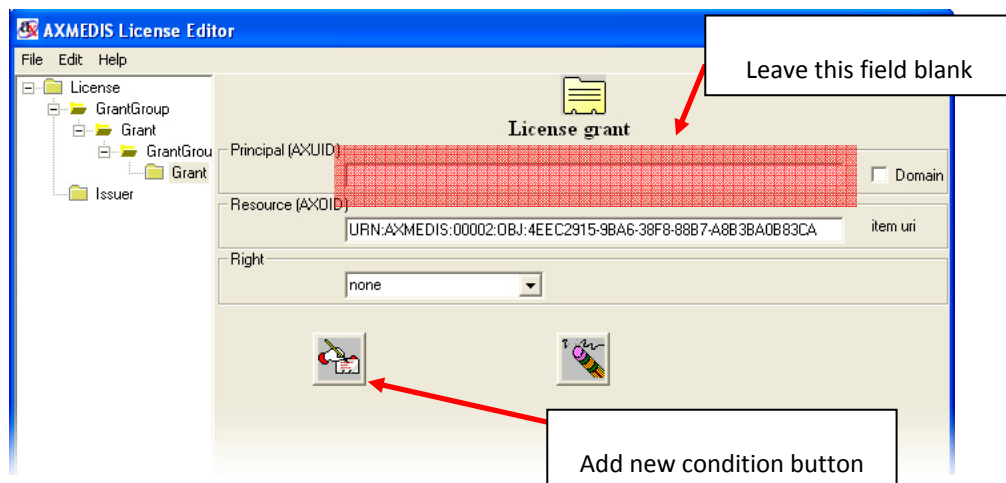 AXMEDIS License Editor
File Edit Help
Leave this field blank
License
GrantGroup
Grant
GrantGrou
Grant
Issuer
License grant
Principal (AXUID)
Domain
Resource (AXOID)
URN:AXMEDIS:00002:OBJ:4EEC2915-9BA6-38F8-88B7-A8B3BA0B83CA
item uri
Right
none
Add new condition button